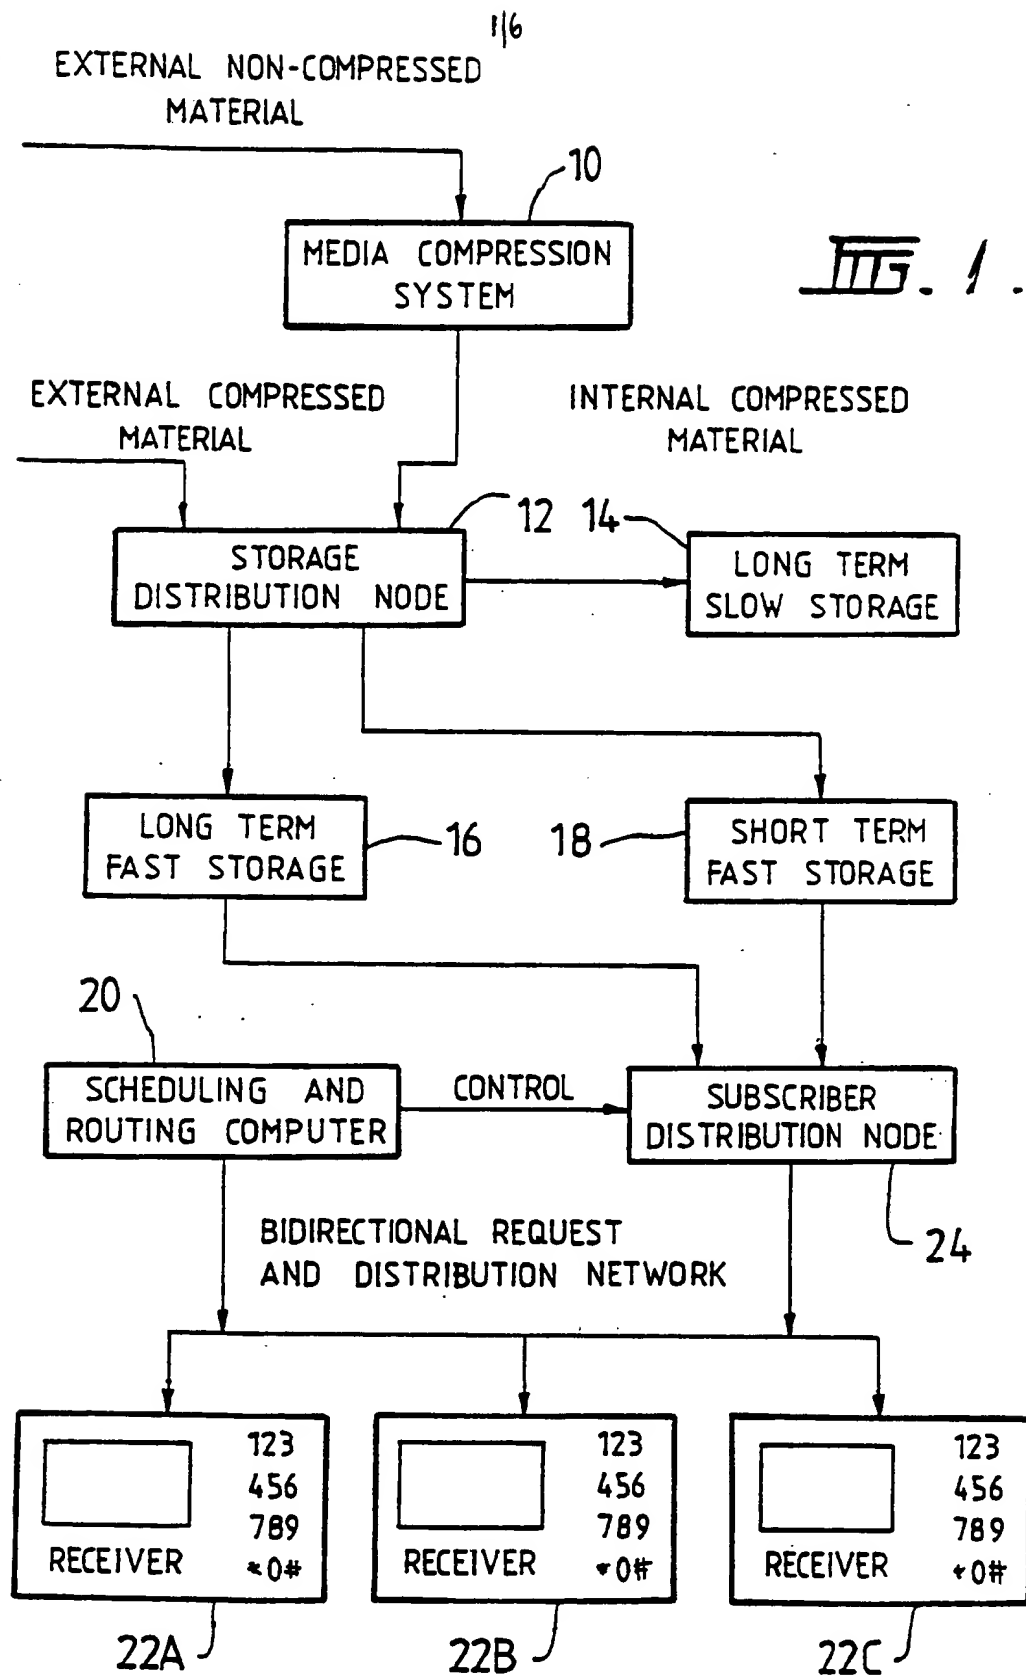 1/6
EXTERNAL NON-COMPRESSED
MATERIAL
10
MEDIA COMPRESSION
SYSTEM
FIG. 1.
EXTERNAL COMPRESSED
MATERIAL
INTERNAL COMPRESSED
MATERIAL
12
14
STORAGE
DISTRIBUTION NODE
LONG TERM
SLOW STORAGE
LONG TERM
FAST STORAGE
16
18
SHORT TERM
FAST STORAGE
20
SCHEDULING AND
ROUTING COMPUTER
CONTROL
SUBSCRIBER
DISTRIBUTION NODE
24
BIDIRECTIONAL REQUEST
AND DISTRIBUTION NETWORK
123
456
789
*0#
RECEIVER
22A
123
456
789
*0#
RECEIVER
22B
123
456
789
*0#
RECEIVER
22C